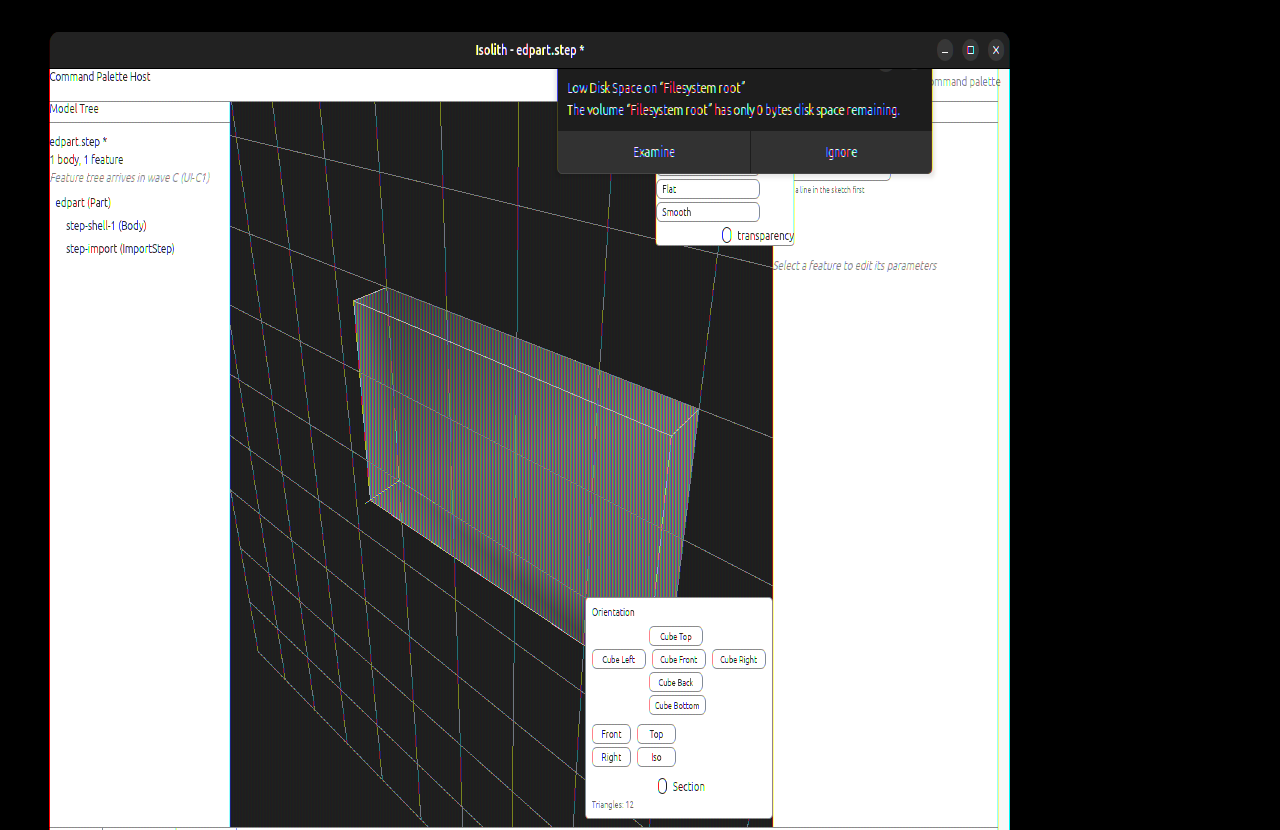 Isolith - edpart.step *
Command Palette Host
Low Disk Space on "Filesystem root"
The volume "Filesystem root" has only 0 bytes disk space remaining.
Examine
Ignore
palette
Model Tree
edpart.step *
1 body, 1 feature
Feature tree arrives in wave C (UI-C1)
edpart (Part)
step-shell-1 (Body)
step-import (ImportStep)
Flat
Smooth
transparency
a line in the sketch first
Select a feature to edit its parameters
Orientation
Cube Top
Cube Left
Cube Front
Cube Right
Cube Back
Cube Bottom
Front
Top
Right
Iso
Section
Triangles: 12